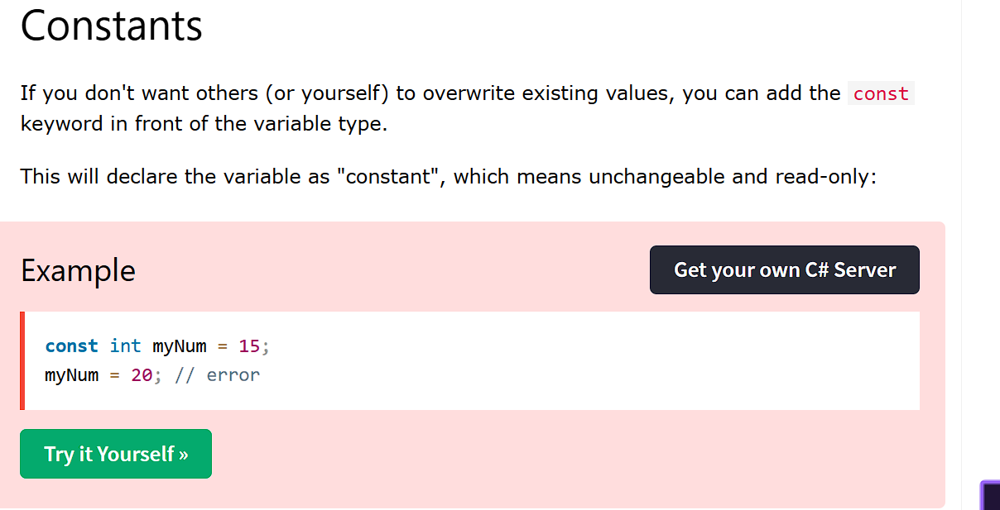 Constants
If you don't want others (or yourself) to overwrite existing values, you can add the const
keyword in front of the variable type.
This will declare the variable as "constant", which means unchangeable and read-only:
Example
Get your own C# Server
const int myNum = 15;
myNum = 20; // error
Try it Yourself »